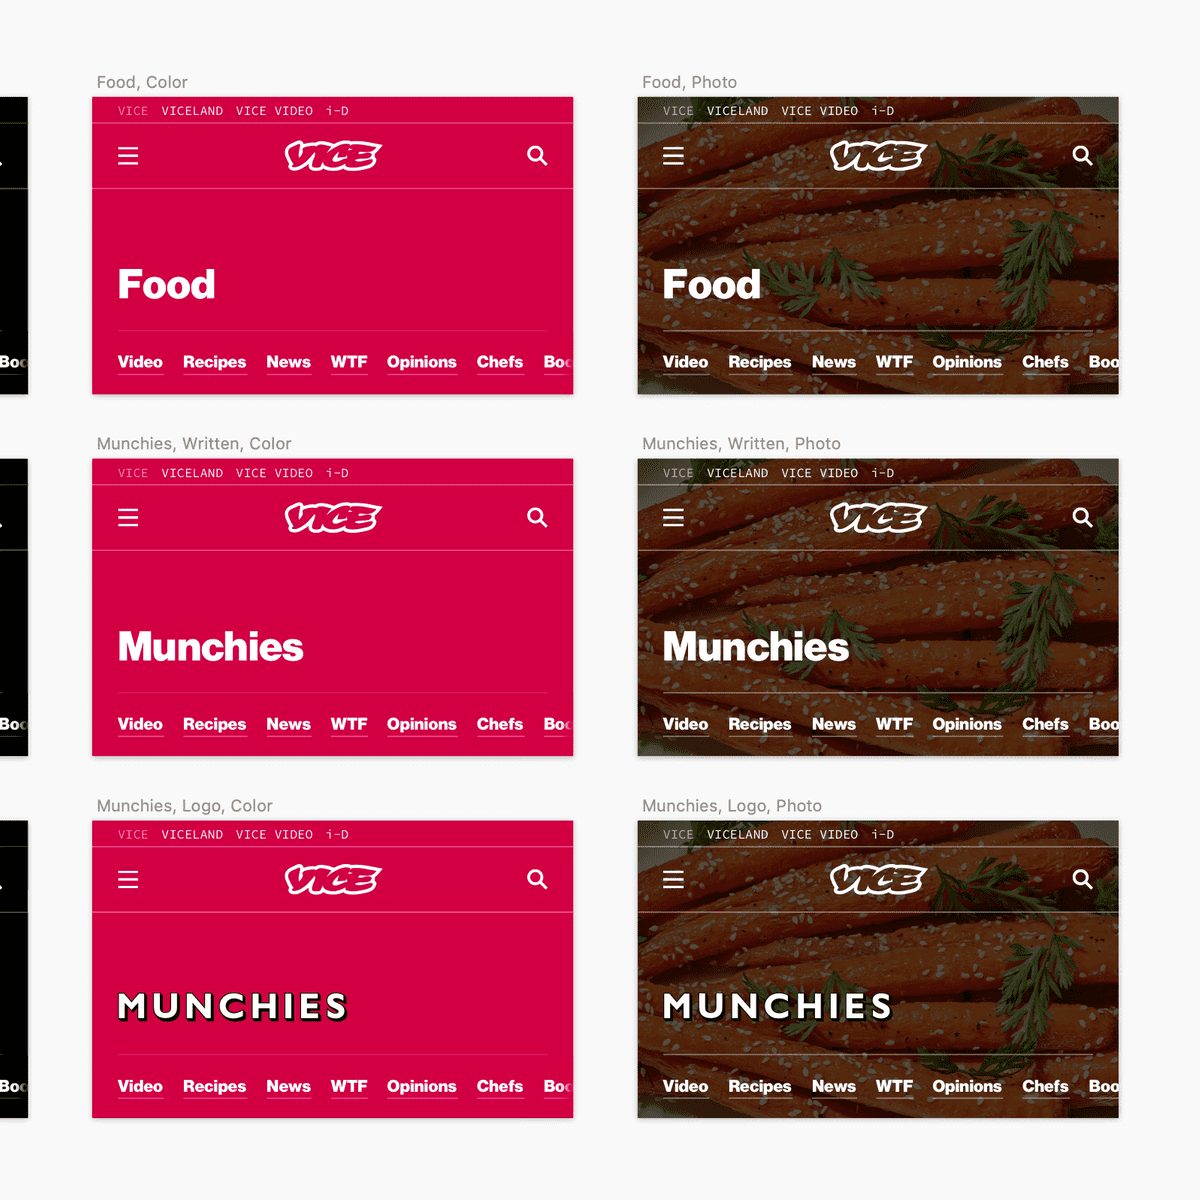 Food, Color
VICE VICELAND VICE VIDEO i-D
VICE
Food
Video Recipes News WTF Opinions Chefs Boo
Food, Photo
VICE VICELAND VICE VIDEO i-D
VICE
Food
Video Recipes News WTF Opinions Chefs Boo
Boo
Munchies, Written, Color
VICE VICELAND VICE VIDEO i-D
VICE
Munchies
Video Recipes News WTF Opinions Chefs Boo
Munchies, Written, Photo
VICE VICELAND VICE VIDEO i-D
VICE
Munchies
Video Recipes News WTF Opinions Chefs Boo
Boo
Munchies, Logo, Color
VICE VICELAND VICE VIDEO i-D
VICE
MUNCHIES
Video Recipes News WTF Opinions Chefs Boo
Munchies, Logo, Photo
VICE VICELAND VICE VIDEO i-D
VICE
MUNCHIES
Video Recipes News WTF Opinions Chefs Boo
Boo